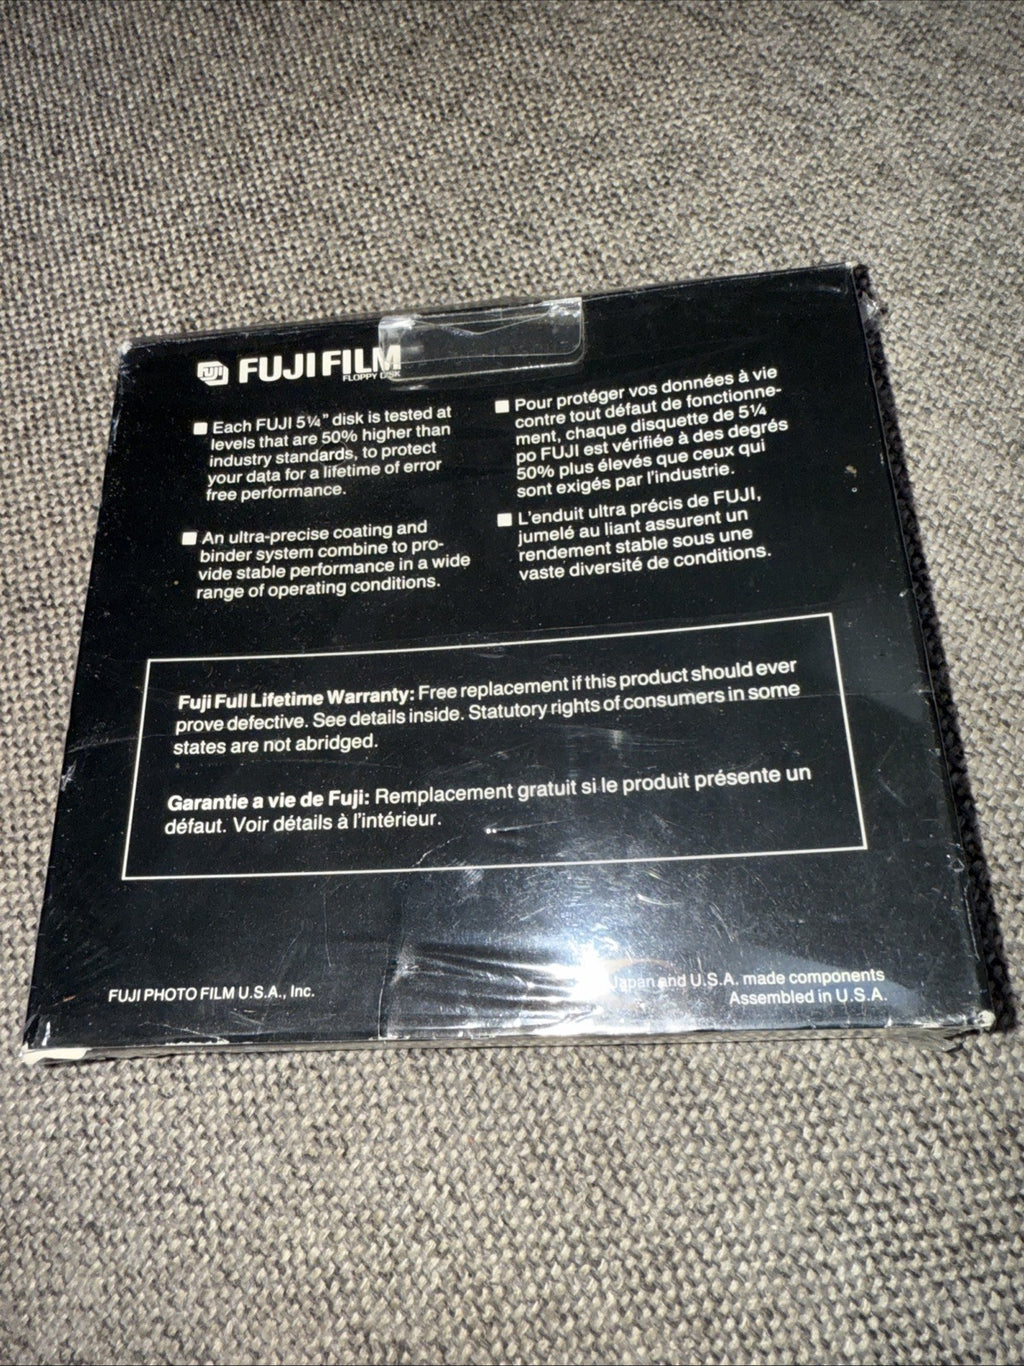 FUJI FUJIFILM
FLOPPY DISK
Each FUJI 5¼" disk is tested at
levels that are 50% higher than
industry standards, to protect
your data for a lifetime of error
free performance.
An ultra-precise coating and
binder system combine to pro-
vide stable performance in a wide
range of operating conditions.
Pour protéger vos données à vie
contre tout défaut de fonctionne-
ment, chaque disquette de 5¼
po FUJI est vérifiée à des degrés
50% plus élevés que ceux qui
sont exigés par l'industrie.
L'enduit ultra précis de FUJI,
jumelé au liant assurent un
rendement stable sous une
vaste diversité de conditions.
Fuji Full Lifetime Warranty: Free replacement if this product should ever
prove defective. See details inside. Statutory rights of consumers in some
states are not abridged.
Garantie a vie de Fuji: Remplacement gratuit si le produit présente un
défaut. Voir détails à l'intérieur.
FUJI PHOTO FILM U.S.A., Inc.
Japan and U.S.A. made components
Assembled in U.S.A.